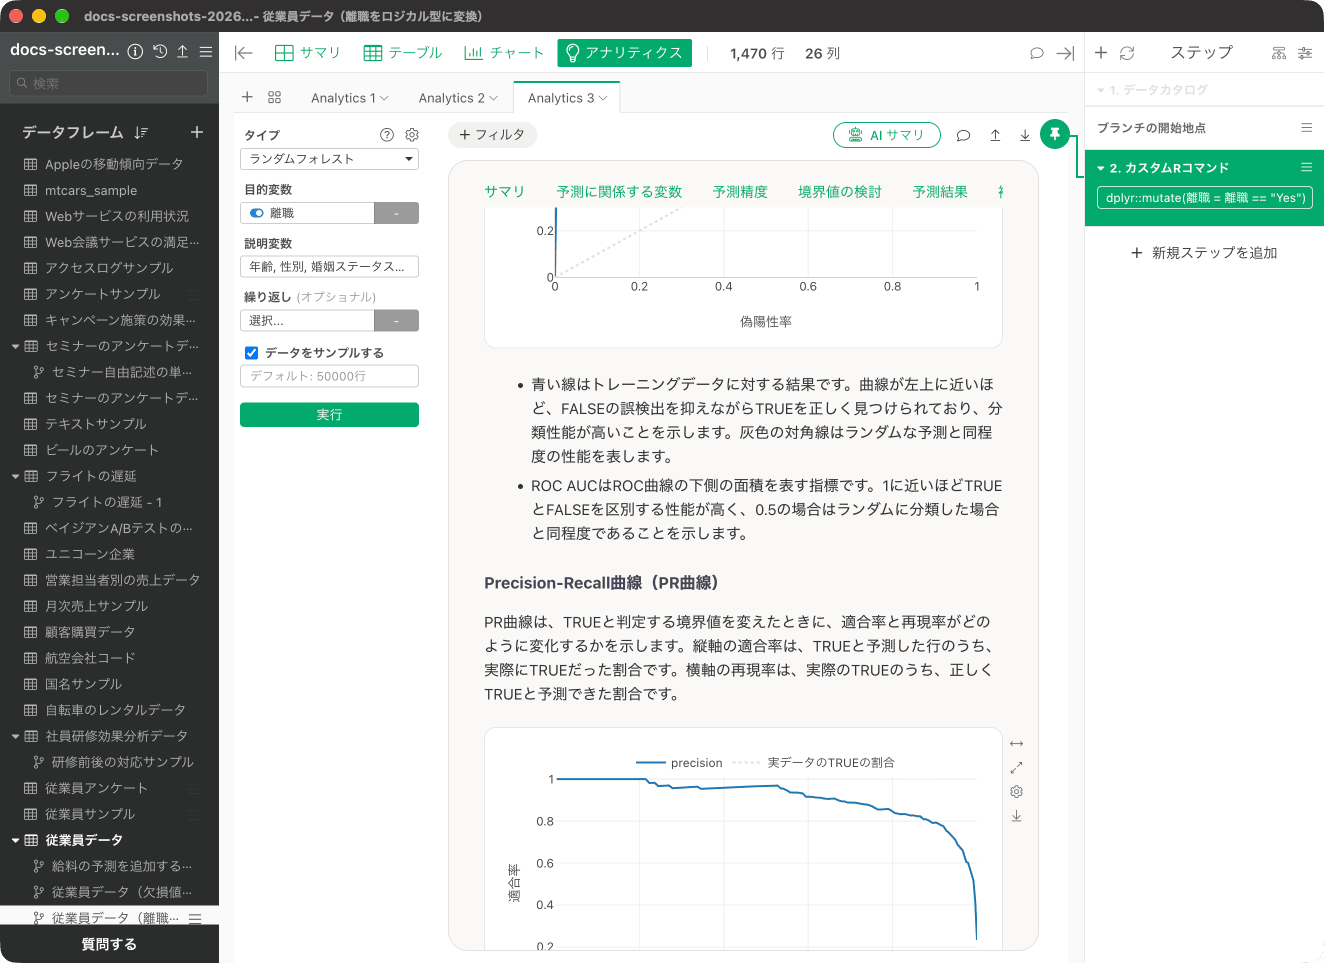 docs-screenshots-2026...- 従業員データ（離職をロジカル型に変換）
docs-screen...
検索
データフレーム
Appleの移動傾向データ
mtcars_sample
Webサービスの利用状況
Web会議サービスの満足...
アクセスログサンプル
アンケートサンプル
キャンペーン施策の効果...
セミナーのアンケートデ...
セミナー自由記述の単...
セミナーのアンケートデ...
テキストサンプル
ビールのアンケート
フライトの遅延
フライトの遅延 - 1
ベイジアンA/Bテストの...
ユニコーン企業
営業担当者別の売上データ
月次売上サンプル
顧客購買データ
航空会社コード
国名サンプル
自転車のレンタルデータ
社員研修効果分析データ
研修前後の対応サンプル
従業員アンケート
従業員サンプル
従業員データ
給料の予測を追加する...
従業員データ（欠損値...
従業員データ（離職...
質問する
サマリ
テーブル
チャート
アナリティクス
1,470 行
26 列
Analytics 1
Analytics 2
Analytics 3
タイプ
ランダムフォレスト
目的変数
離職
-
説明変数
年齢, 性別, 婚姻ステータス...
繰り返し (オプショナル)
選択...
-
データをサンプルする
デフォルト: 50000行
実行
+ フィルタ
AI サマリ
サマリ
予測に関係する変数
予測精度
境界値の検討
予測結果
0.2
0
0
0.2
0.4
0.6
0.8
1
偽陽性率
• 青い線はトレーニングデータに対する結果です。曲線が左上に近いほ
ど、FALSEの誤検出を抑えながらTRUEを正しく見つけられており、分
類性能が高いことを示します。灰色の対角線はランダムな予測と同程
度の性能を表します。
• ROC AUCはROC曲線の下側の面積を表す指標です。1に近いほどTRUE
とFALSEを区別する性能が高く、0.5の場合はランダムに分類した場合
と同程度であることを示します。
Precision-Recall曲線（PR曲線）
PR曲線は、TRUEと判定する境界値を変えたときに、適合率と再現率がどの
ように変化するかを示します。縦軸の適合率は、TRUEと予測した行のうち、
実際にTRUEだった割合です。横軸の再現率は、実際のTRUEのうち、正しく
TRUEと予測できた割合です。
precision
実データのTRUEの割合
1
0.8
0.6
0.4
0.2
適合率
ステップ
1. データカタログ
ブランチの開始地点
2. カスタムRコマンド
dplyr::mutate(離職 = 離職 == "Yes")
+ 新規ステップを追加